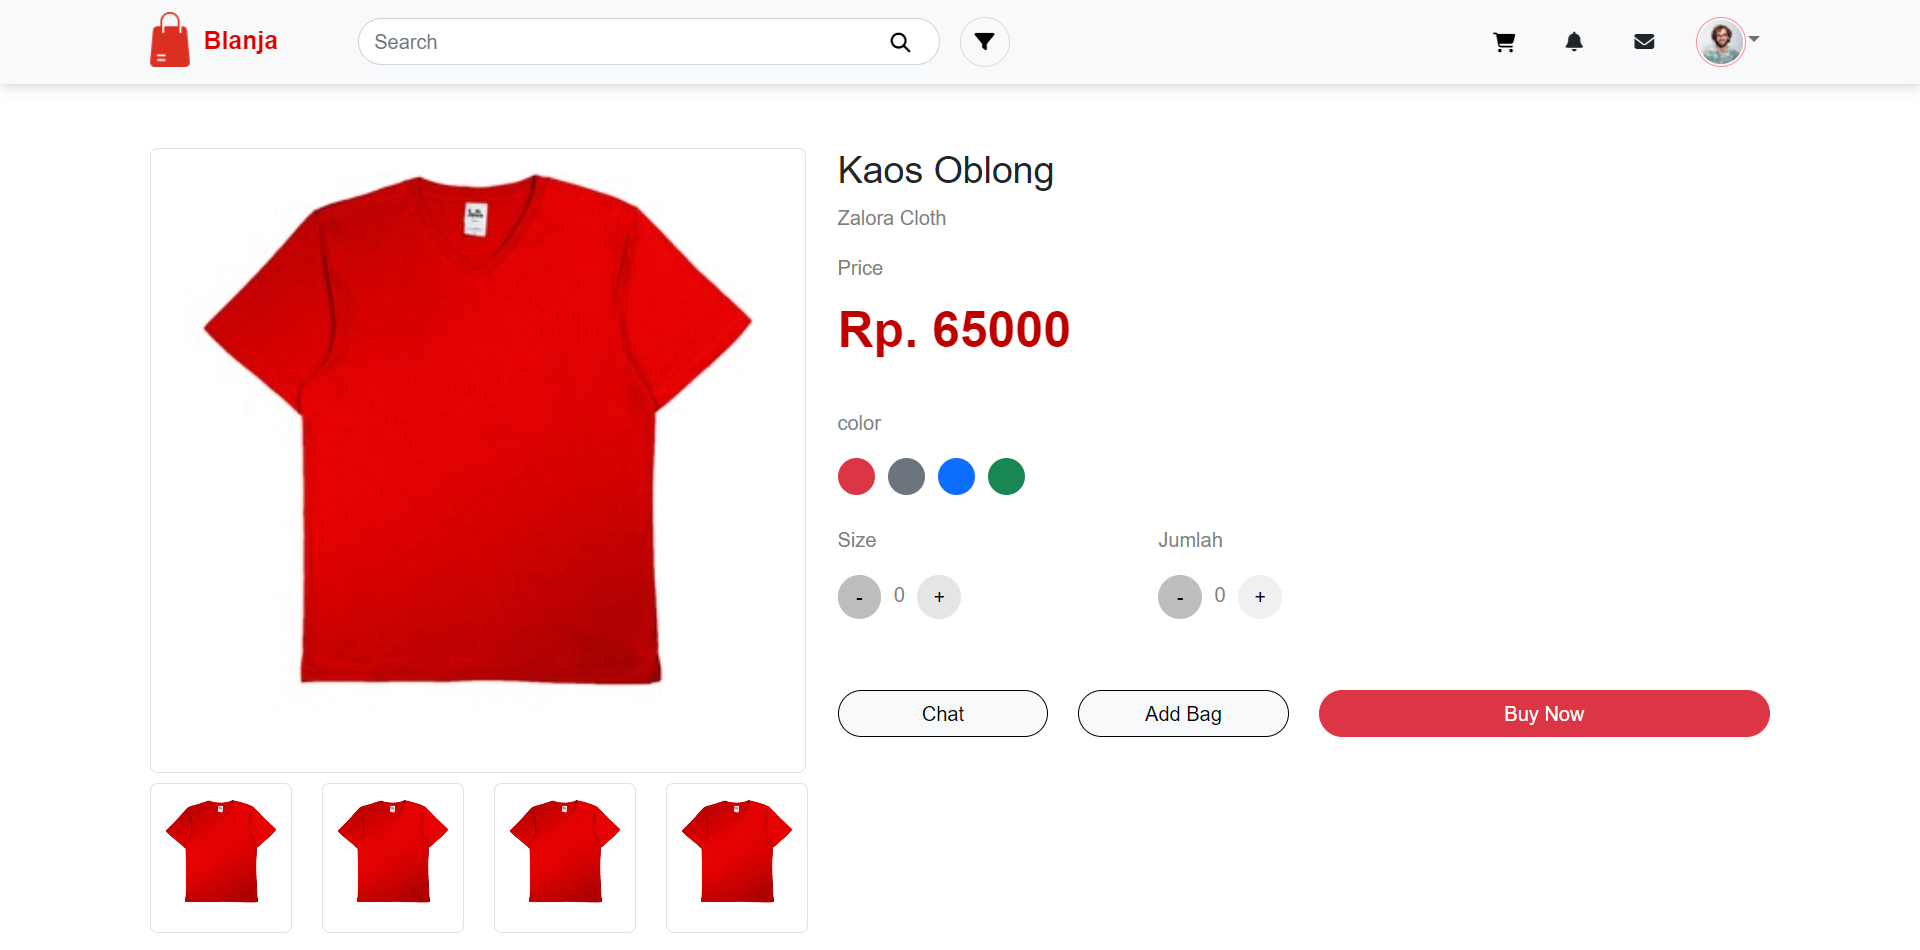 Blanja
Search
Kaos Oblong
Zalora Cloth
Price
Rp. 65000
color
Size
Jumlah
- 0 +
- 0 +
Chat
Add Bag
Buy Now